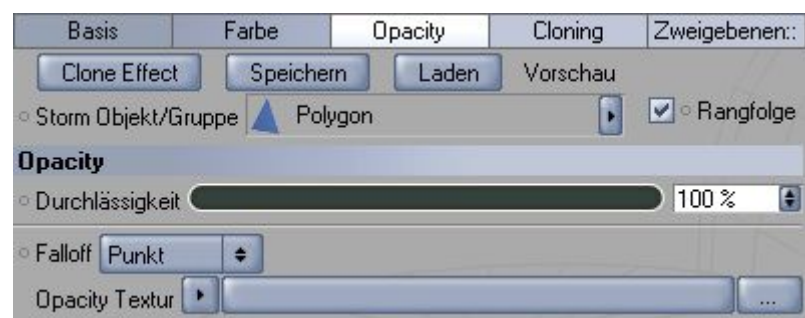 Basis Farbe Opacity Cloning Zweigebenen::
Clone Effect Speichern Laden Vorschau
Storm Objekt/Gruppe Polygon Rangfolge
Opacity
Durchlässigkeit 100 %
Falloff Punkt
Opacity Textur ...